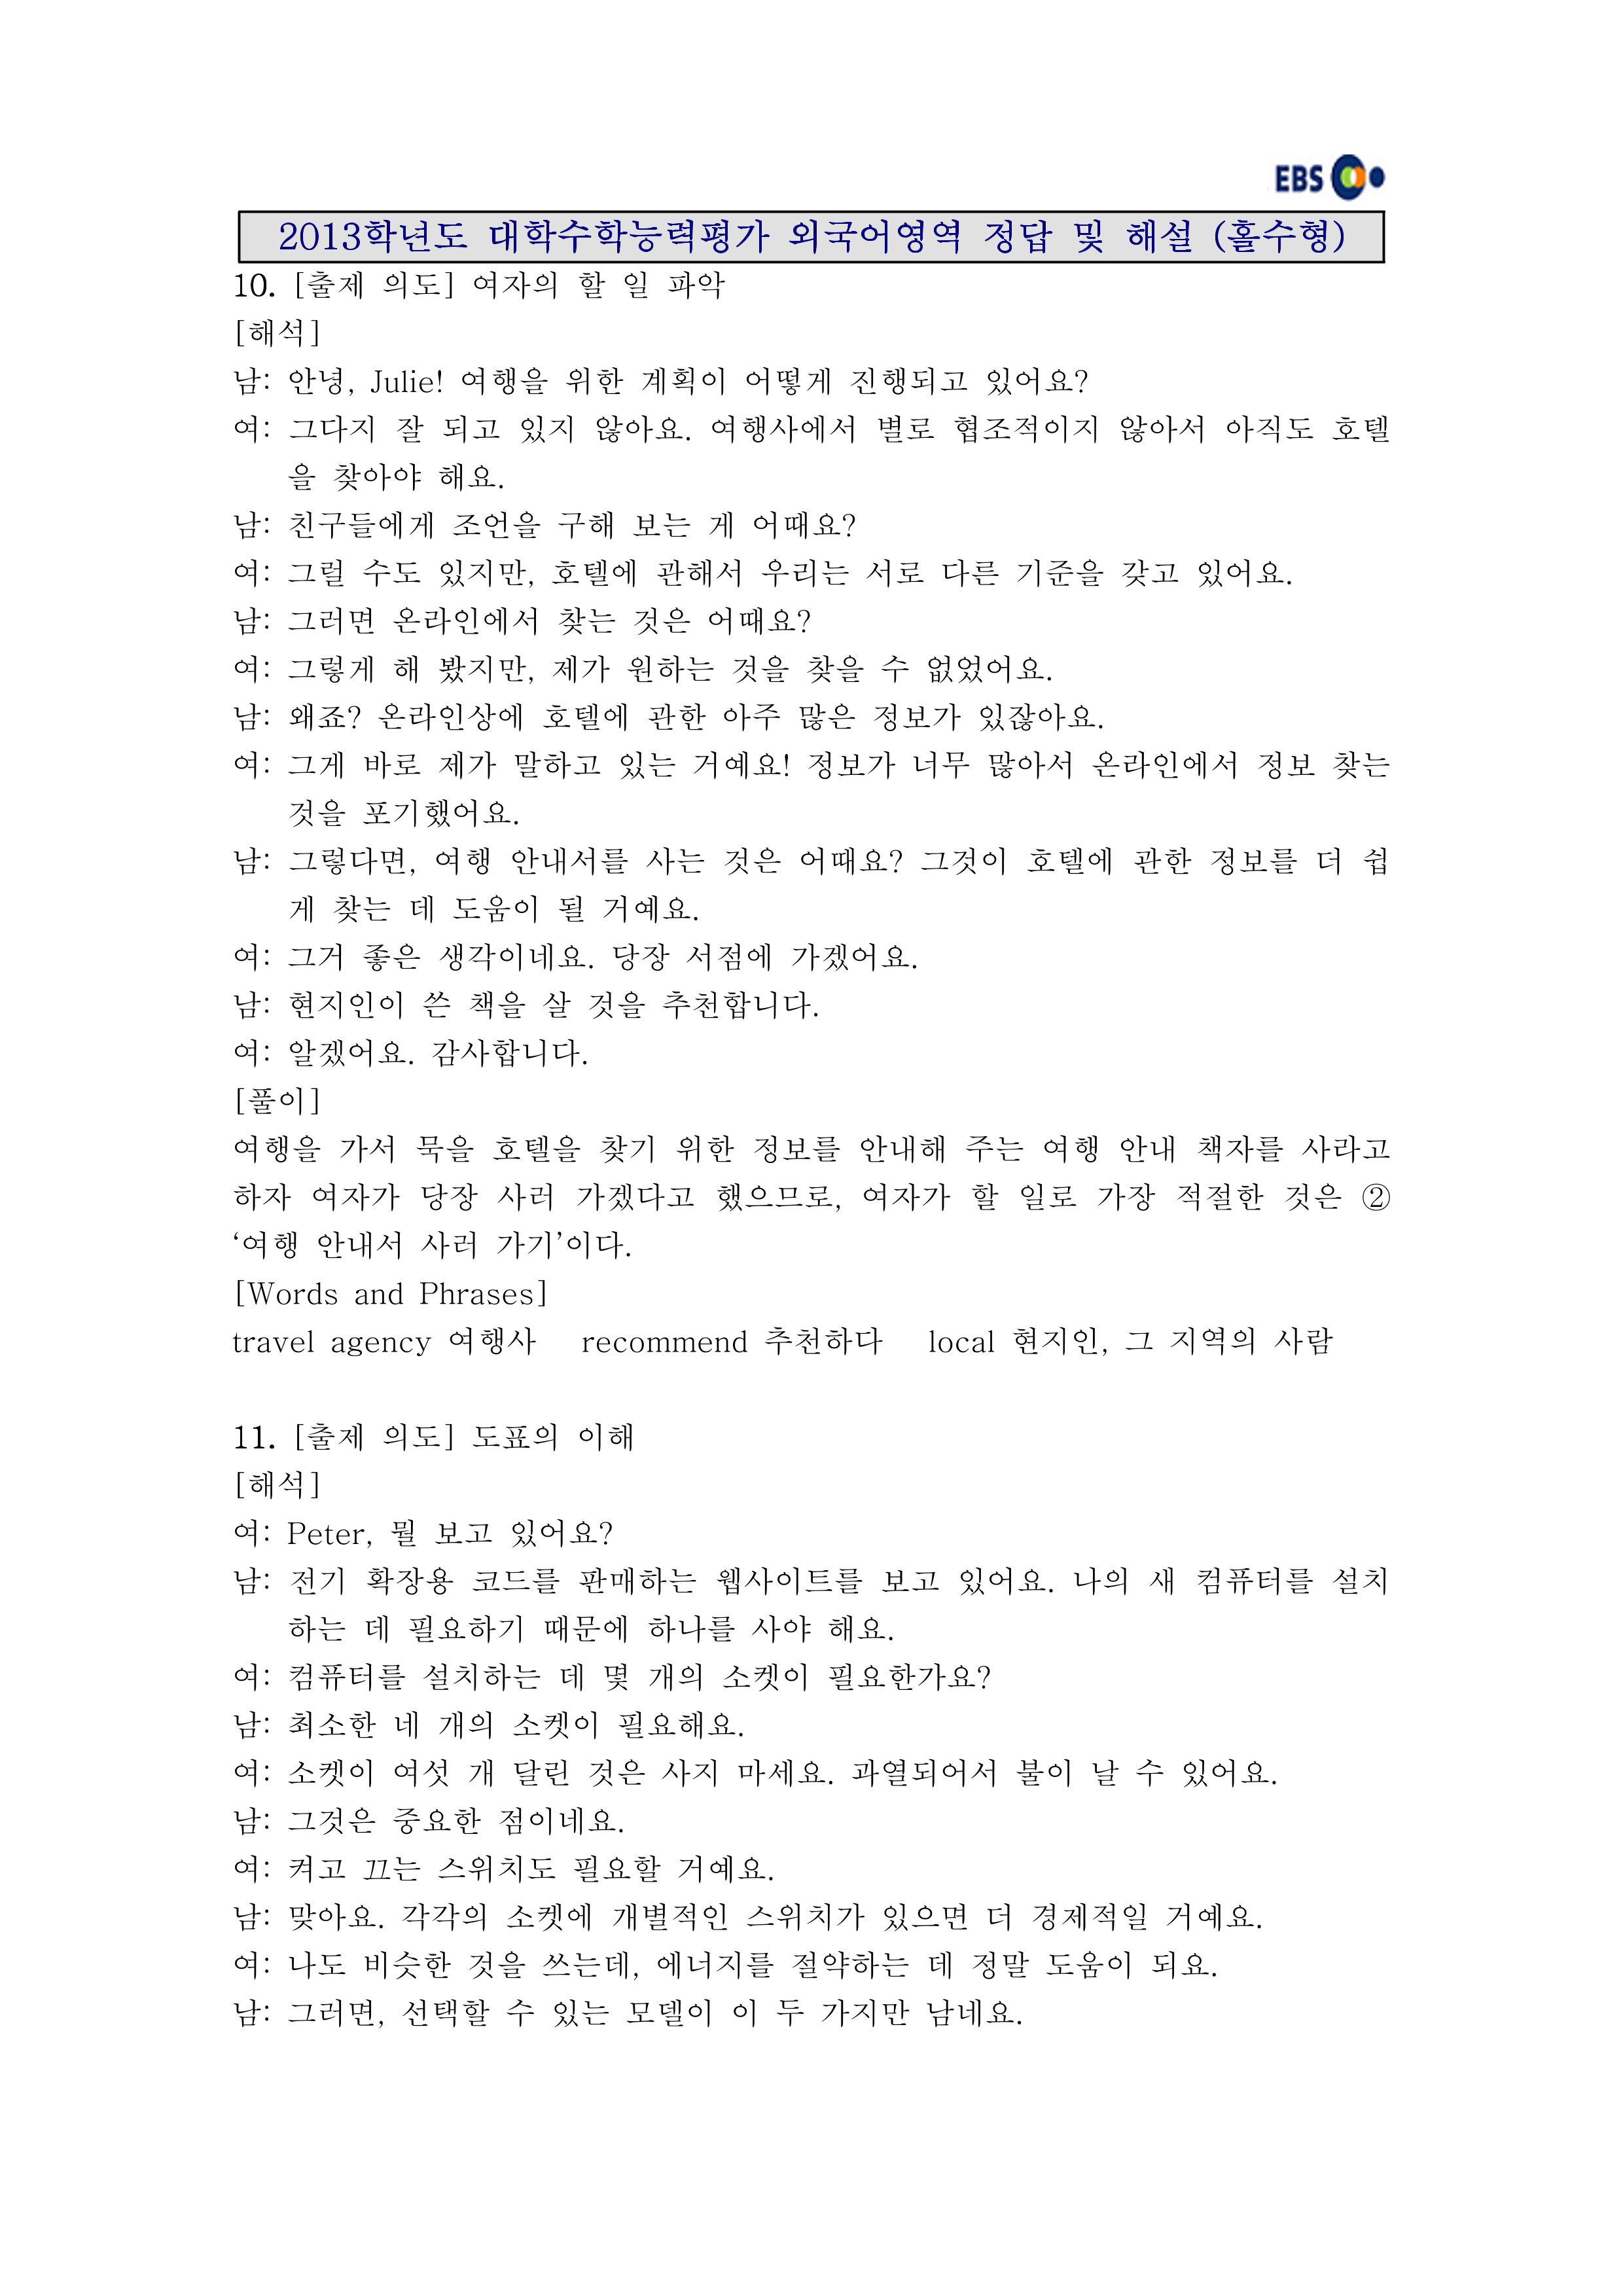 EBS
2013학년도 대학수학능력평가 외국어영역 정답 및 해설 (홀수형)
10. [출제 의도] 여자의 할 일 파악
[해석]
남: 안녕, Julie! 여행을 위한 계획이 어떻게 진행되고 있어요?
여: 그다지 잘 되고 있지 않아요. 여행사에서 별로 협조적이지 않아서 아직도 호텔
을 찾아야 해요.
남: 친구들에게 조언을 구해 보는 게 어때요?
여: 그럴 수도 있지만, 호텔에 관해서 우리는 서로 다른 기준을 갖고 있어요.
남: 그러면 온라인에서 찾는 것은 어때요?
여: 그렇게 해 봤지만, 제가 원하는 것을 찾을 수 없었어요.
남: 왜죠? 온라인상에 호텔에 관한 아주 많은 정보가 있잖아요.
여: 그게 바로 제가 말하고 있는 거예요! 정보가 너무 많아서 온라인에서 정보 찾는
것을 포기했어요.
남: 그렇다면, 여행 안내서를 사는 것은 어때요? 그것이 호텔에 관한 정보를 더 쉽
게 찾는 데 도움이 될 거예요.
여: 그거 좋은 생각이네요. 당장 서점에 가겠어요.
남: 현지인이 쓴 책을 살 것을 추천합니다.
여: 알겠어요. 감사합니다.
[풀이]
여행을 가서 묵을 호텔을 찾기 위한 정보를 안내해 주는 여행 안내 책자를 사라고
하자 여자가 당장 사러 가겠다고 했으므로, 여자가 할 일로 가장 적절한 것은 ②
‘여행 안내서 사러 가기’이다.
[Words and Phrases]
travel agency 여행사 recommend 추천하다 local 현지인, 그 지역의 사람
11. [출제 의도] 도표의 이해
[해석]
여: Peter, 뭘 보고 있어요?
남: 전기 확장용 코드를 판매하는 웹사이트를 보고 있어요. 나의 새 컴퓨터를 설치
하는 데 필요하기 때문에 하나를 사야 해요.
여: 컴퓨터를 설치하는 데 몇 개의 소켓이 필요한가요?
남: 최소한 네 개의 소켓이 필요해요.
여: 소켓이 여섯 개 달린 것은 사지 마세요. 과열되어서 불이 날 수 있어요.
남: 그것은 중요한 점이네요.
여: 켜고 끄는 스위치도 필요할 거예요.
남: 맞아요. 각각의 소켓에 개별적인 스위치가 있으면 더 경제적일 거예요.
여: 나도 비슷한 것을 쓰는데, 에너지를 절약하는 데 정말 도움이 되요.
남: 그러면, 선택할 수 있는 모델이 이 두 가지만 남네요.